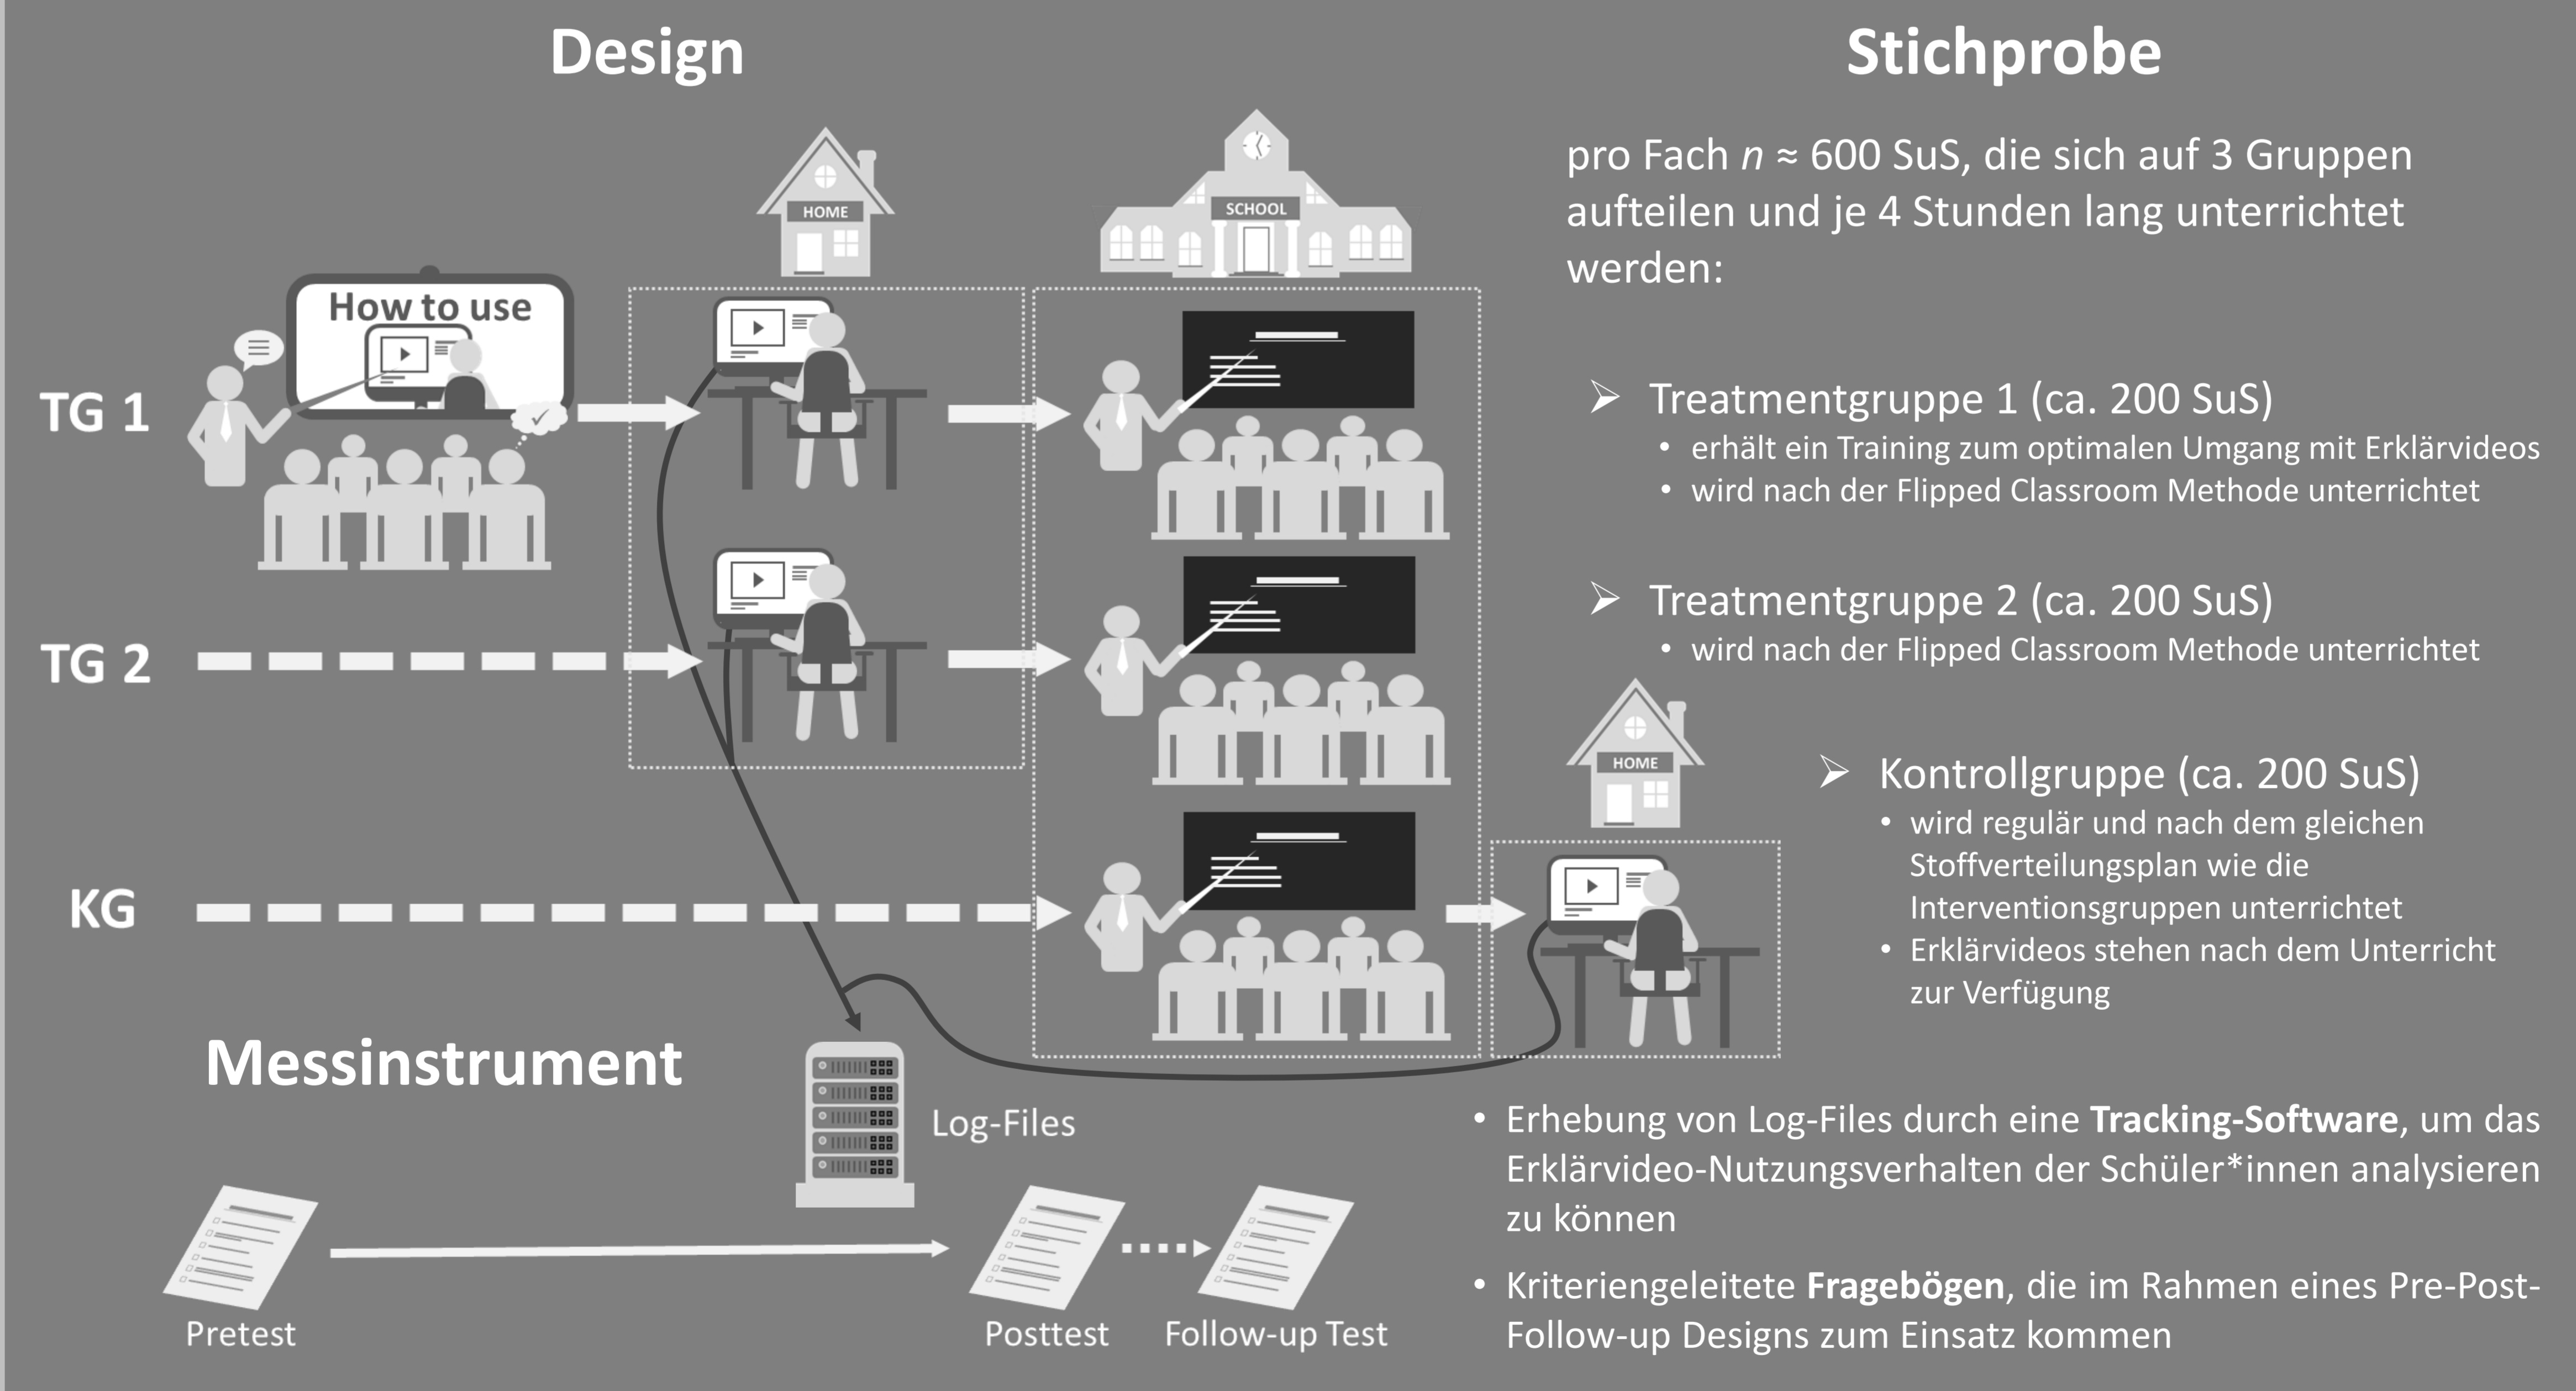 Design
HOME
SCHOOL
How to use
TG 1
TG 2
KG
Messinstrument
Log-Files
Pretest
Posttest
Follow-up Test
Stichprobe
pro Fach n ≈ 600 SuS, die sich auf 3 Gruppen
aufteilen und je 4 Stunden lang unterrichtet
werden:
➢ Treatmentgruppe 1 (ca. 200 SuS)
• erhält ein Training zum optimalen Umgang mit Erklärvideos
• wird nach der Flipped Classroom Methode unterrichtet
➢ Treatmentgruppe 2 (ca. 200 SuS)
• wird nach der Flipped Classroom Methode unterrichtet
HOME
➢ Kontrollgruppe (ca. 200 SuS)
• wird regulär und nach dem gleichen
Stoffverteilungsplan wie die
Interventionsgruppen unterrichtet
• Erklärvideos stehen nach dem Unterricht
zur Verfügung
• Erhebung von Log-Files durch eine Tracking-Software, um das
Erklärvideo-Nutzungsverhalten der Schüler*innen analysieren
zu können
• Kriteriengeleitete Fragebögen, die im Rahmen eines Pre-Post-
Follow-up Designs zum Einsatz kommen